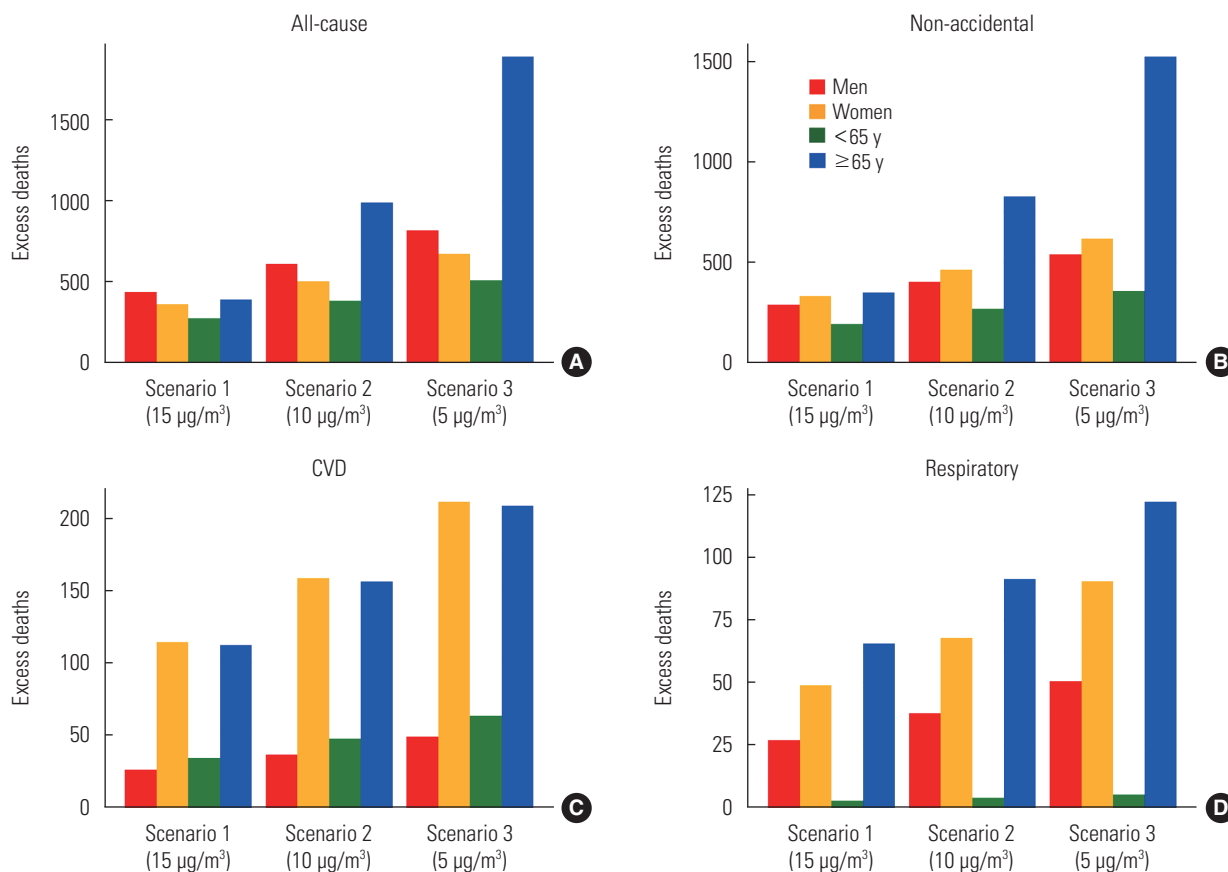 All-cause
Excess deaths
1500
1000
500
0
Scenario 1
(15 µg/m³)
Scenario 2
(10 µg/m³)
Scenario 3
(5 µg/m³)
A
Non-accidental
Excess deaths
1500
1000
500
0
Men
Women
<65 y
≥65 y
Scenario 1
(15 µg/m³)
Scenario 2
(10 µg/m³)
Scenario 3
(5 µg/m³)
B
CVD
Excess deaths
200
150
100
50
0
Scenario 1
(15 µg/m³)
Scenario 2
(10 µg/m³)
Scenario 3
(5 µg/m³)
C
Respiratory
Excess deaths
125
100
75
50
25
0
Scenario 1
(15 µg/m³)
Scenario 2
(10 µg/m³)
Scenario 3
(5 µg/m³)
D